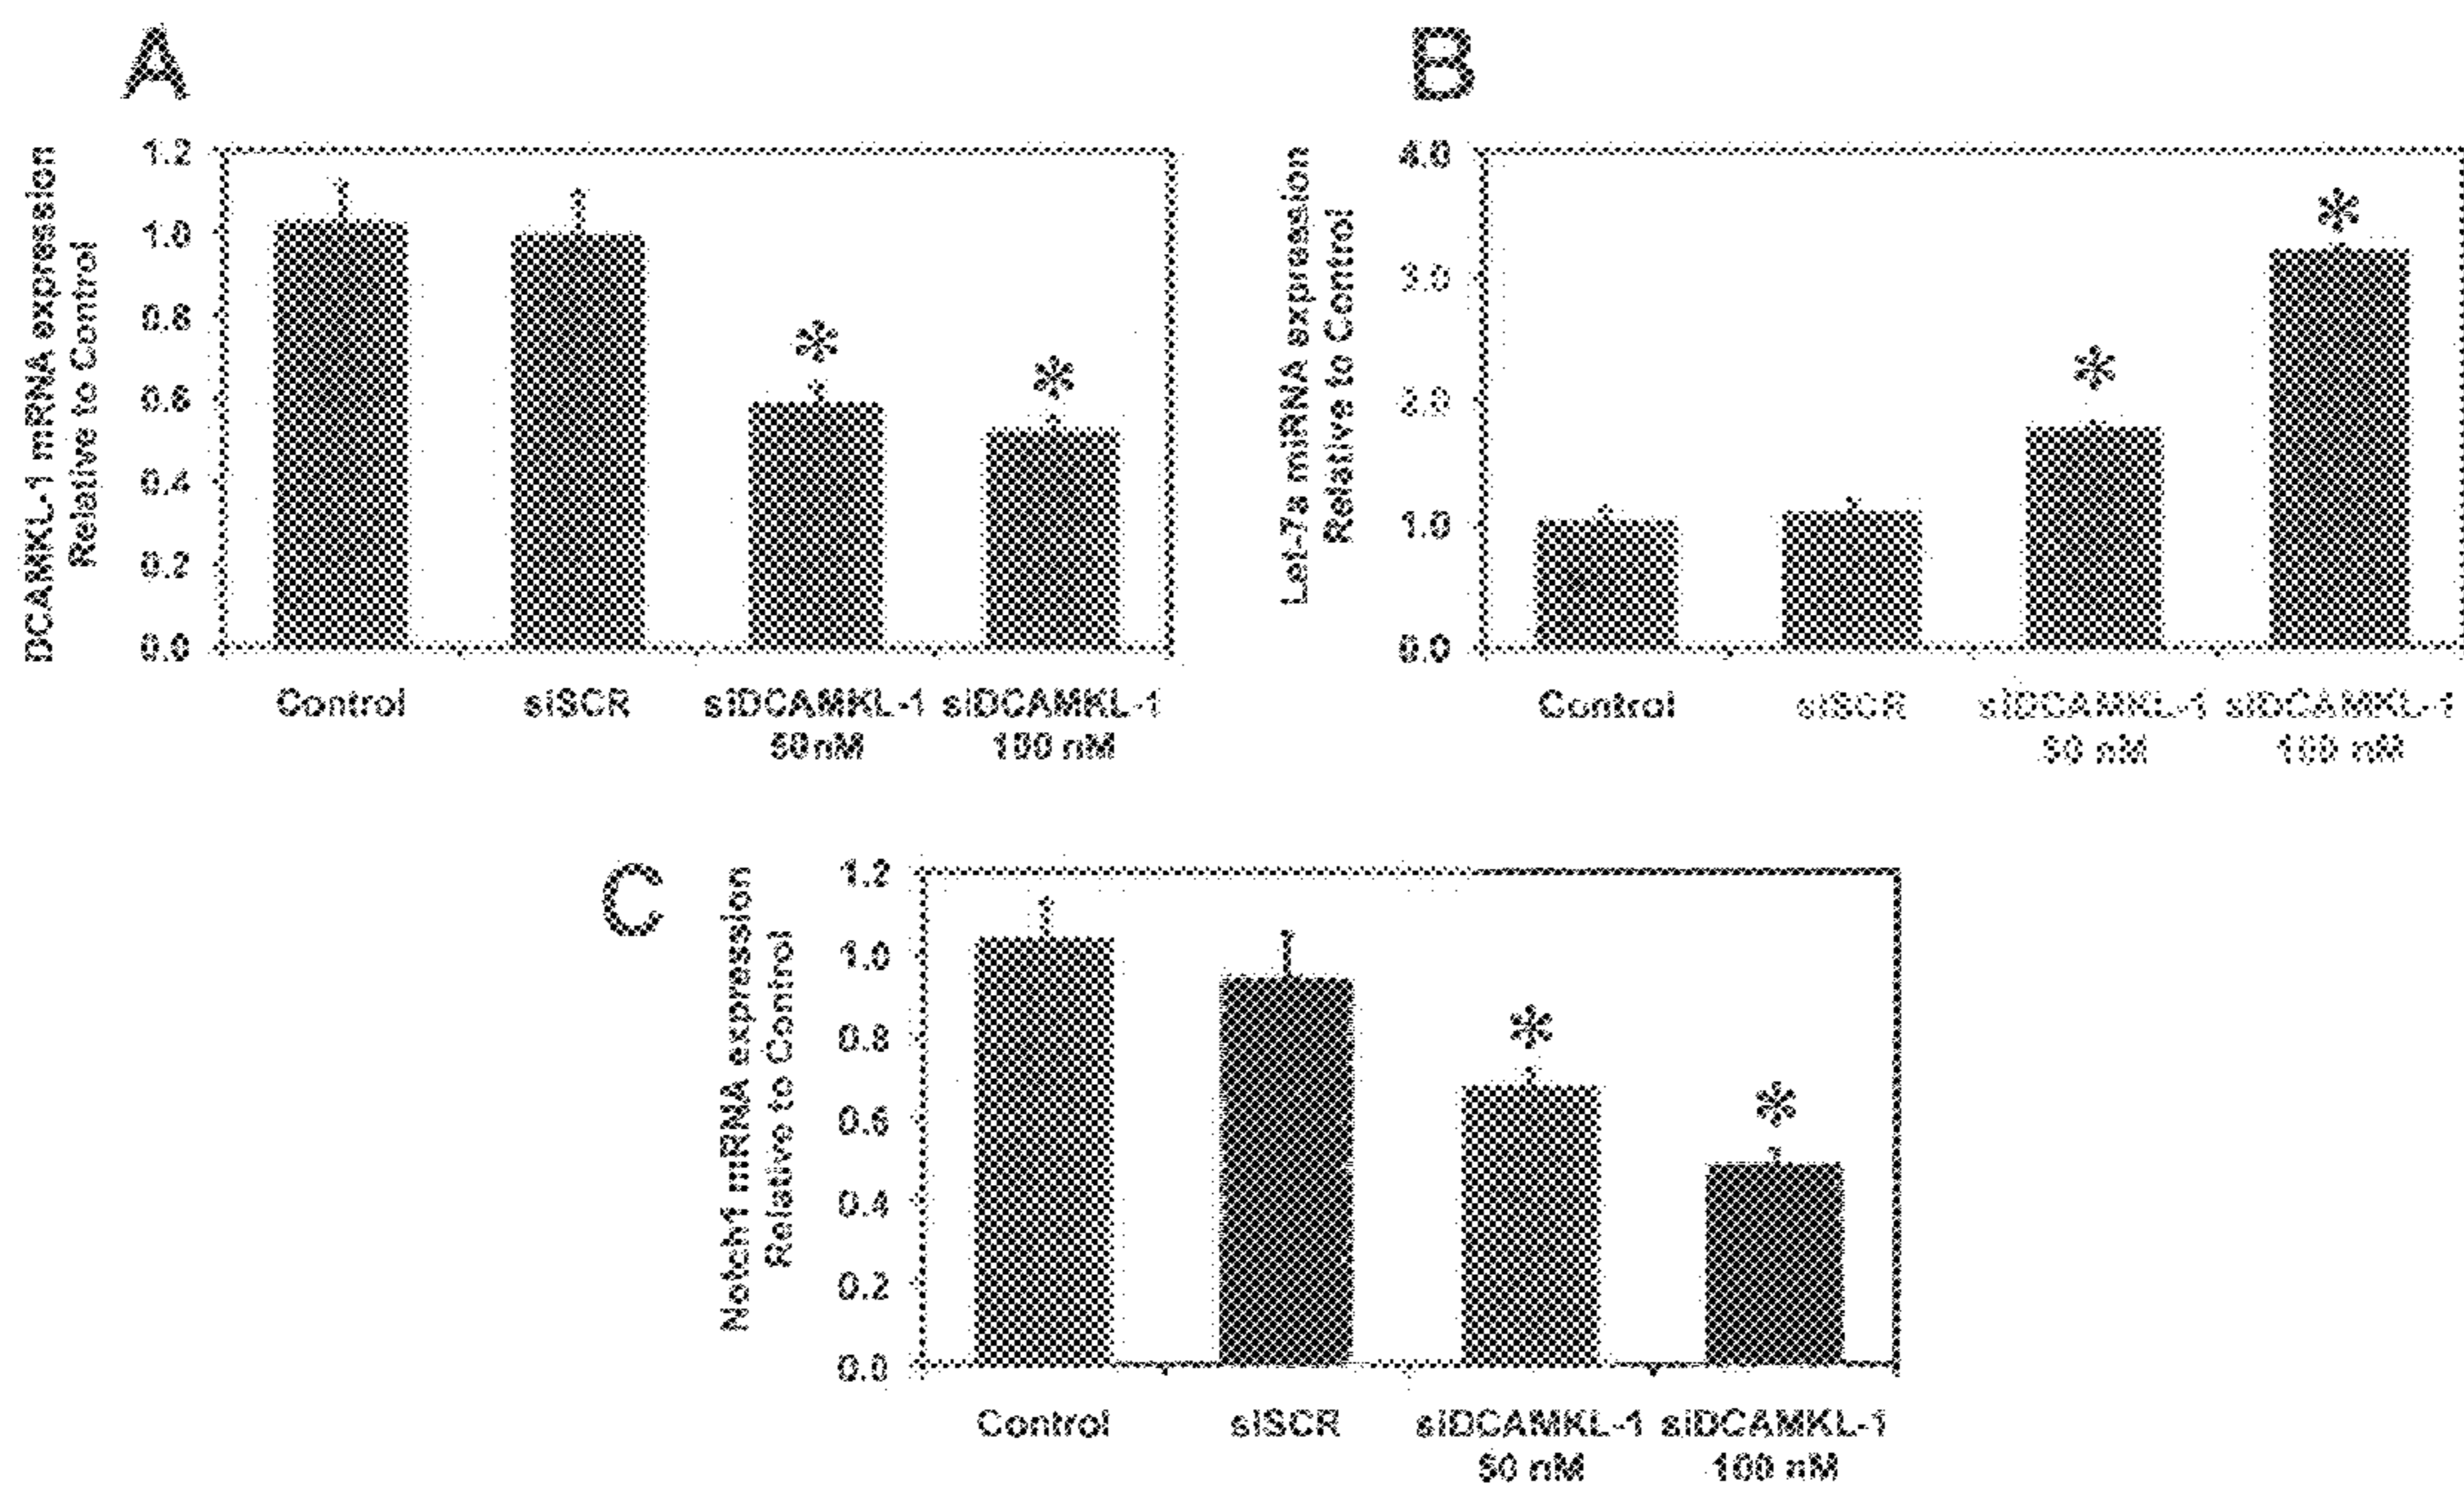 A
DCAMKL-1 mRNA expression
Relative to Control
1.2
1.0
0.8
0.6
0.4
0.2
0.0
*
*
Control
siSCR
siDCAMKL-1
50nM
siDCAMKL-1
100 nM
B
Let-7a miRNA expression
Relative to Control
4.0
3.0
2.0
1.0
0.0
*
*
Control
siSCR
siDCAMKL-1
50 nM
siDCAMKL-1
100 nM
C
Notch1 mRNA expression
Relative to Control
1.2
1.0
0.8
0.6
0.4
0.2
0.0
*
*
Control
siSCR
siDCAMKL-1
50 nM
siDCAMKL-1
100 nM